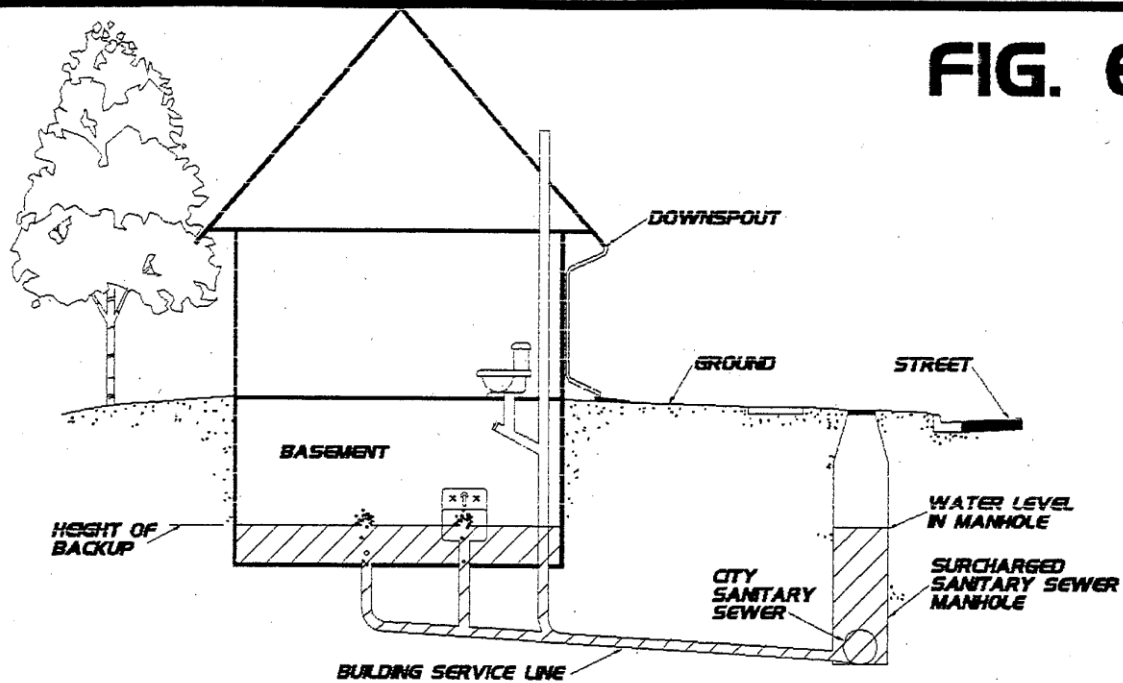 FIG. 6
DOWNSPOUT
GROUND
STREET
BASEMENT
HEIGHT OF
BACKUP
WATER LEVEL
IN MANHOLE
CITY
SANITARY
SEWER
SURCHARGED
SANITARY SEWER
MANHOLE
BUILDING SERVICE LINE